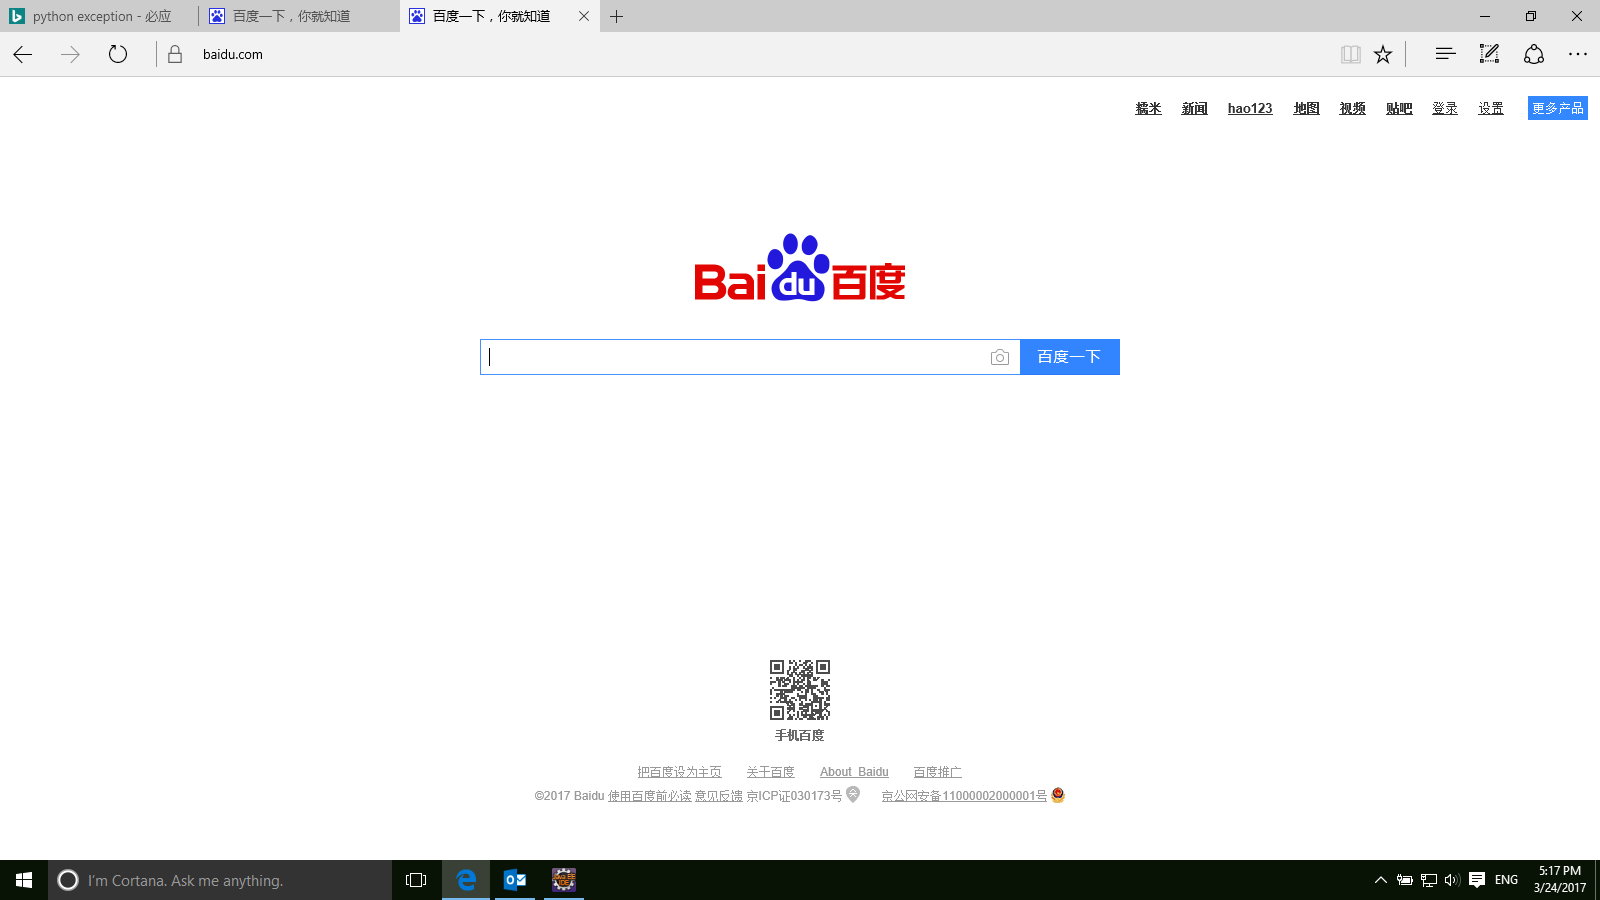 python exception - 必应
百度一下，你就知道
百度一下，你就知道
baidu.com
糯米 新闻 hao123 地图 视频 贴吧 登录 设置 更多产品
Bai du 百度
百度一下
手机百度
把百度设为主页 关于百度 About Baidu 百度推广
©2017 Baidu 使用百度前必读 意见反馈 京ICP证030173号 京公网安备11000002000001号
I'm Cortana. Ask me anything.
ENG
5:17 PM
3/24/2017